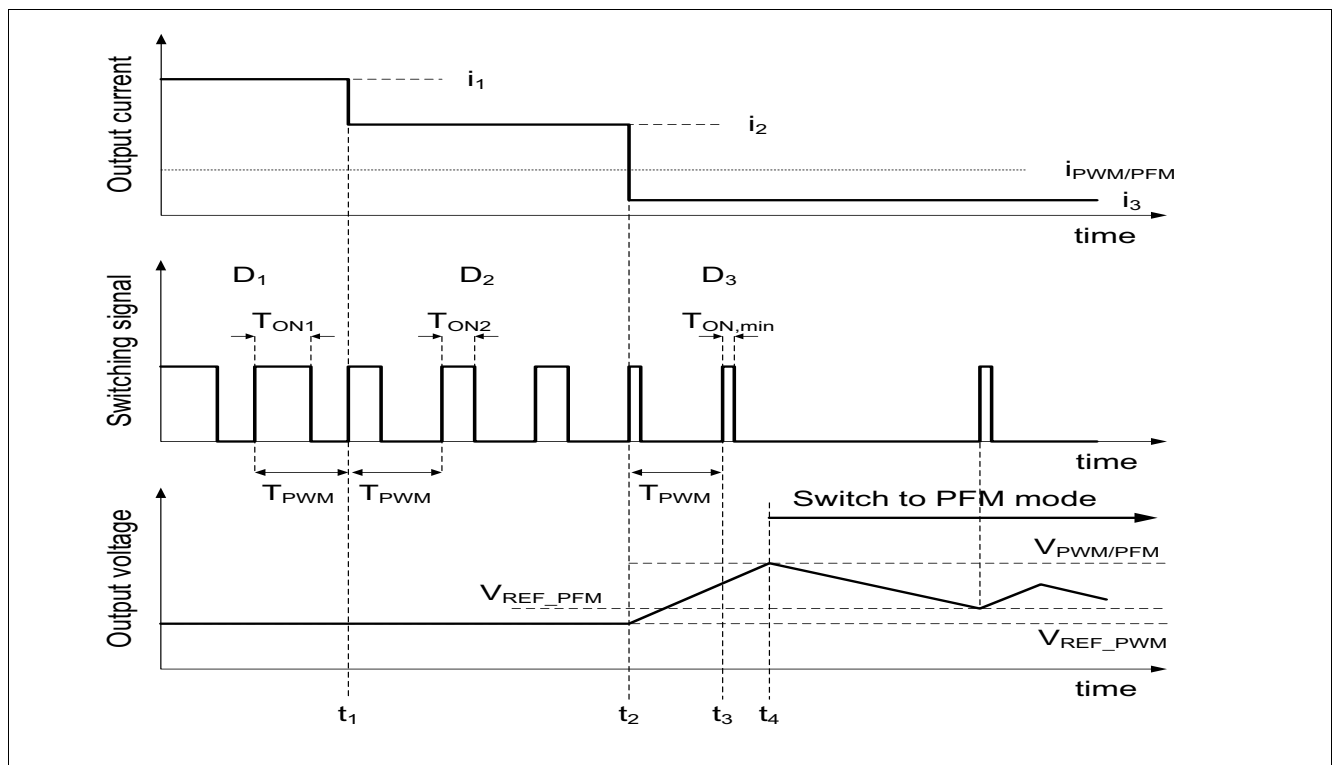 Output current
i1
i2
iPWM/PFM
i3
time
Switching signal
D1
D2
D3
TON1
TON2
TON,min
time
TPWM
TPWM
TPWM
Output voltage
Switch to PFM mode
VPWM/PFM
VREF_PFM
VREF_PWM
time
t1
t2
t3
t4